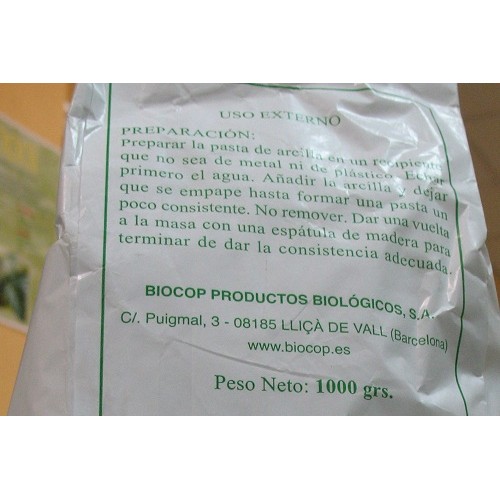 USO EXTERNO
PREPARACIÓN:
Preparar la pasta de arcilla en un recipiente
que no sea de metal ni de plástico. Echar
primero el agua. Añadir la arcilla y dejar
que se empape hasta formar una pasta un
poco consistente. No remover. Dar una vuelta
a la masa con una espátula de madera para
terminar de dar la consistencia adecuada.
BIOCOP PRODUCTOS BIOLÓGICOS, S.A.
C/. Puigmal, 3 - 08185 LLIÇÀ DE VALL (Barcelona)
www.biocop.es
Peso Neto: 1000 grs.